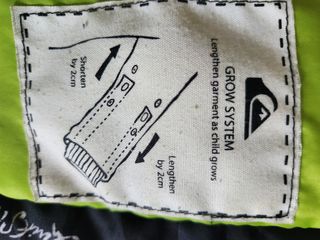 GROW SYSTEM
Lengthen garment as child grows
Shorten
by 2cm
Lengthen
by 2cm